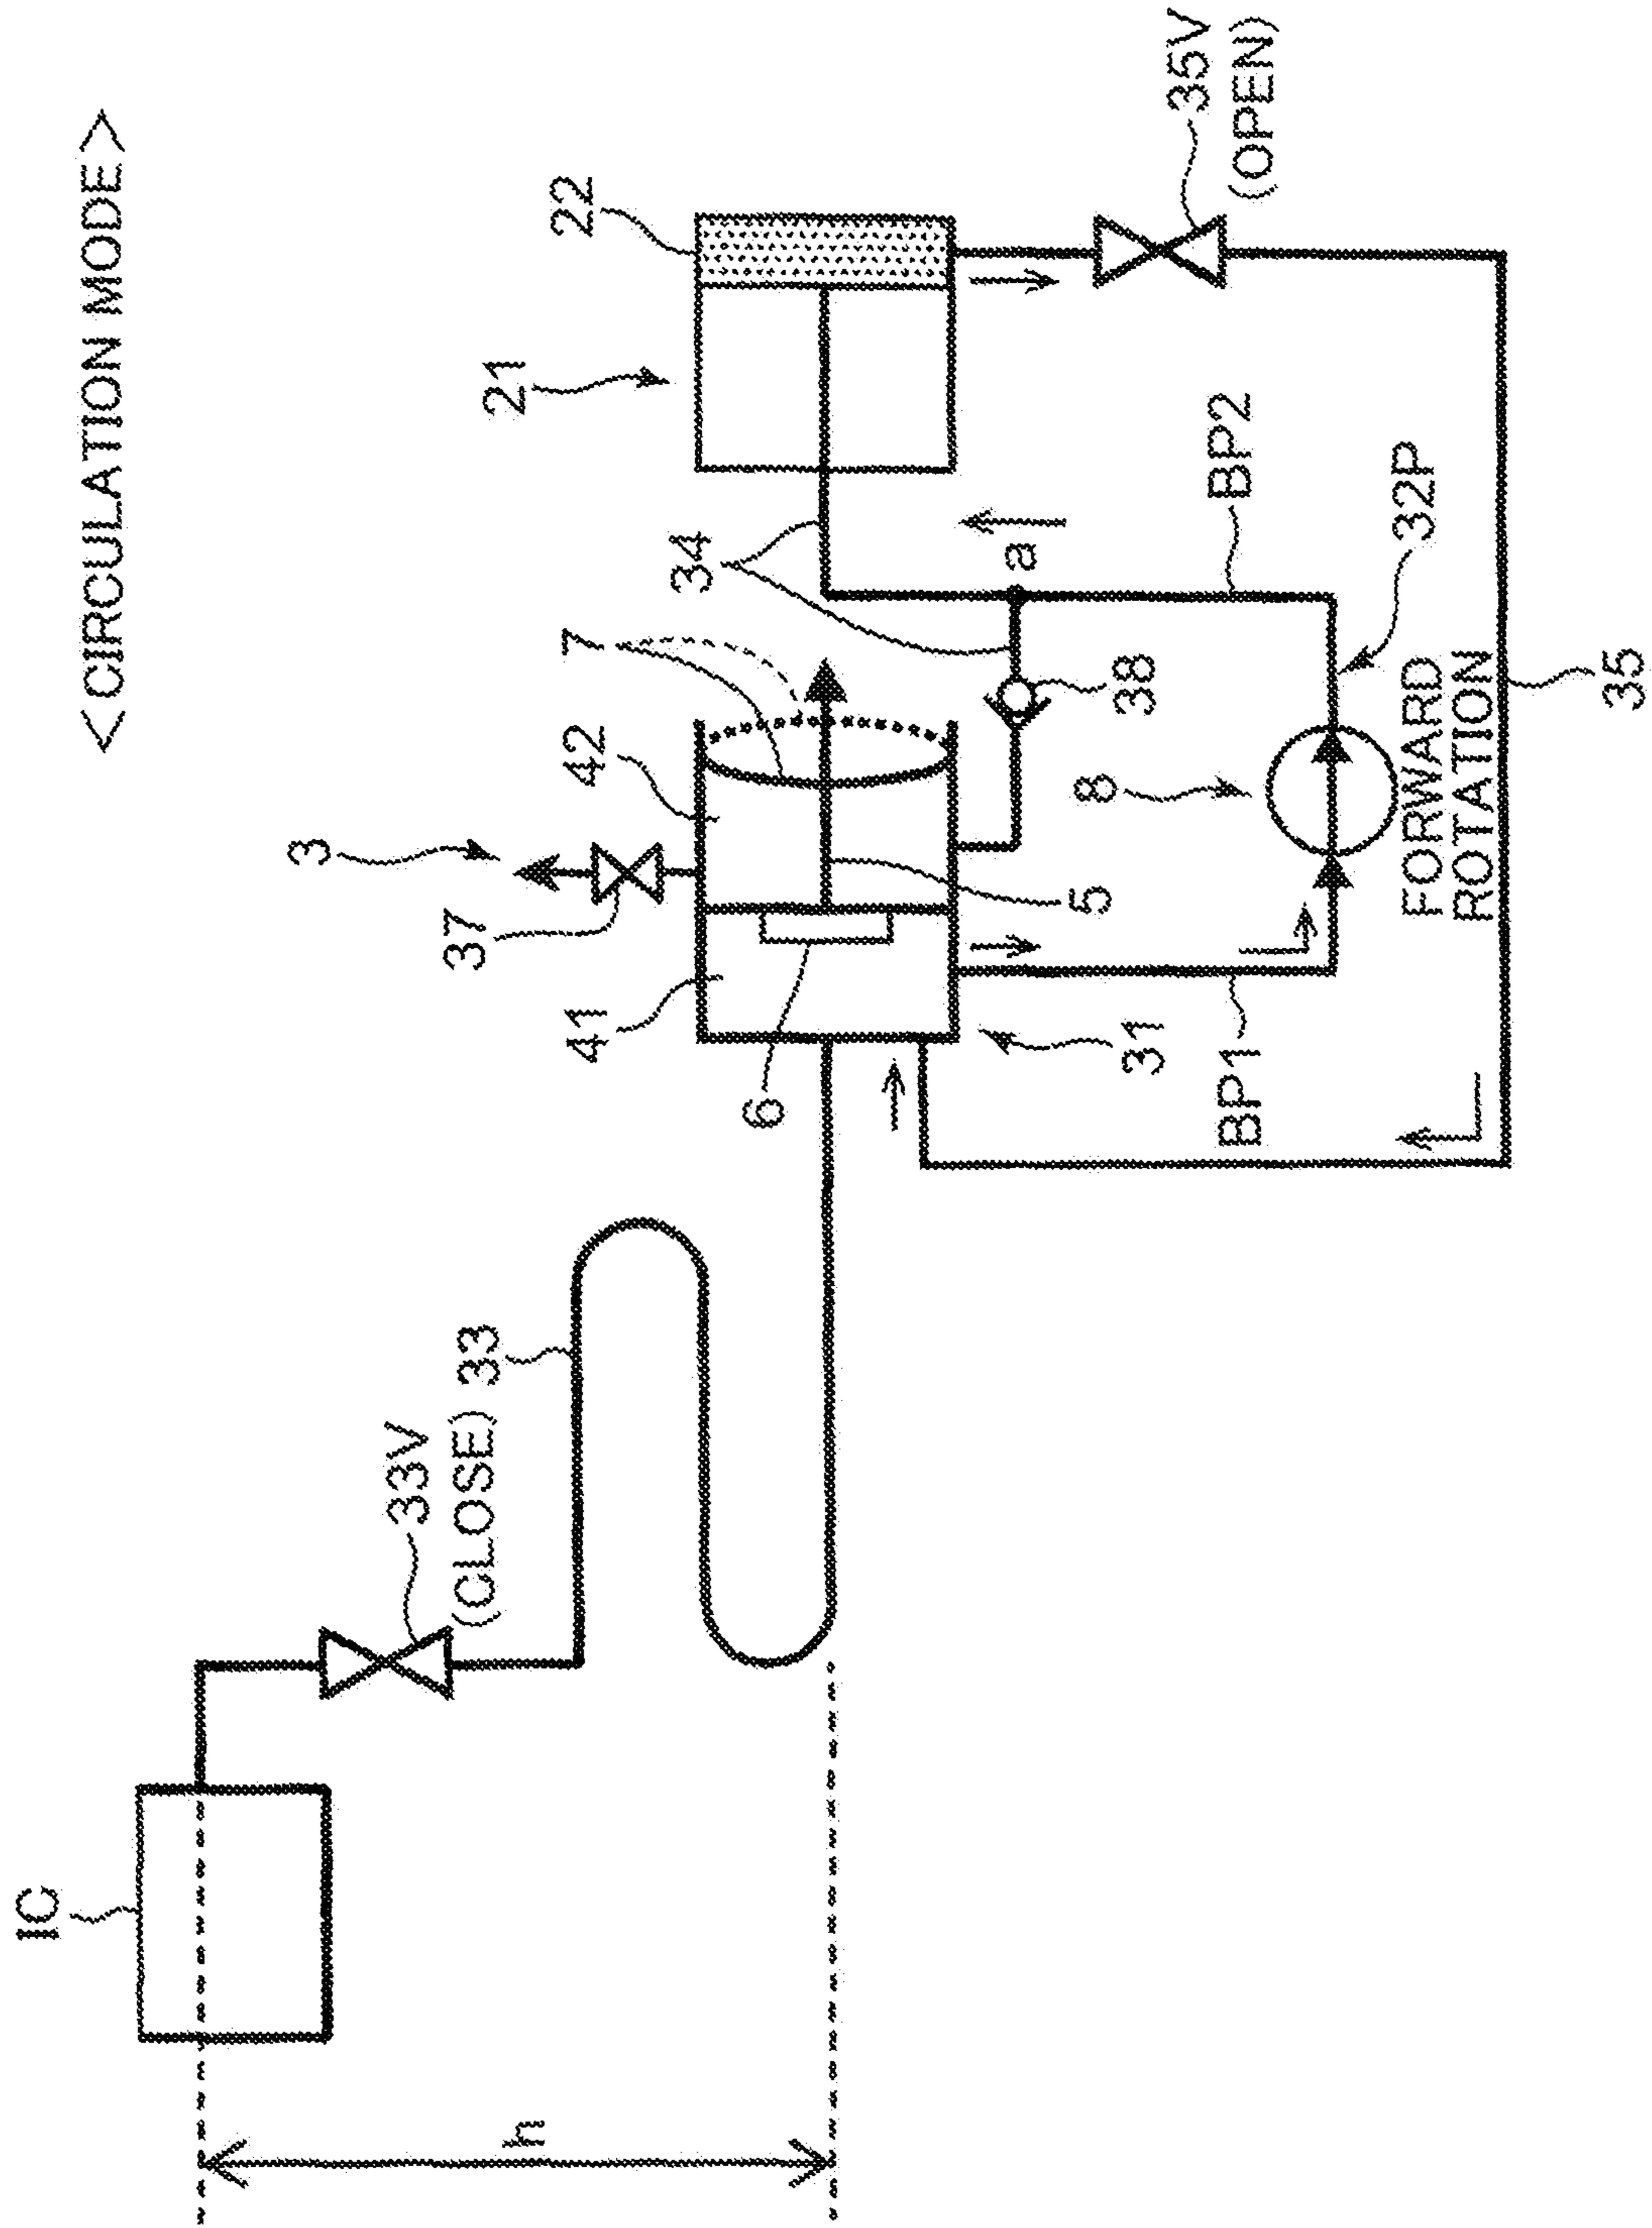 <CIRCULATION MODE>
IC
3
33V
(CLOSE)
33
37
21
h
41
42
7
22
34
6
a
5
8
38
31
35V
(OPEN)
BP1
BP2
32P
FORWARD
ROTATION
35